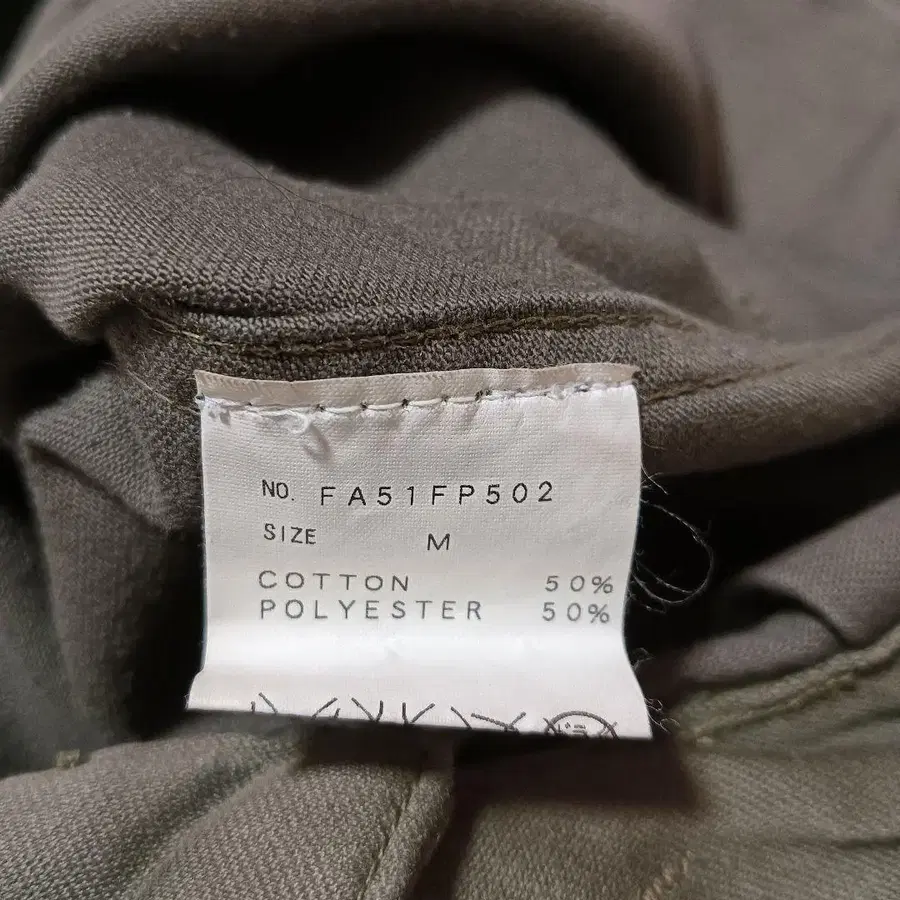 NO. FA51FP502
SIZE M
COTTON 50%
POLYESTER 50%